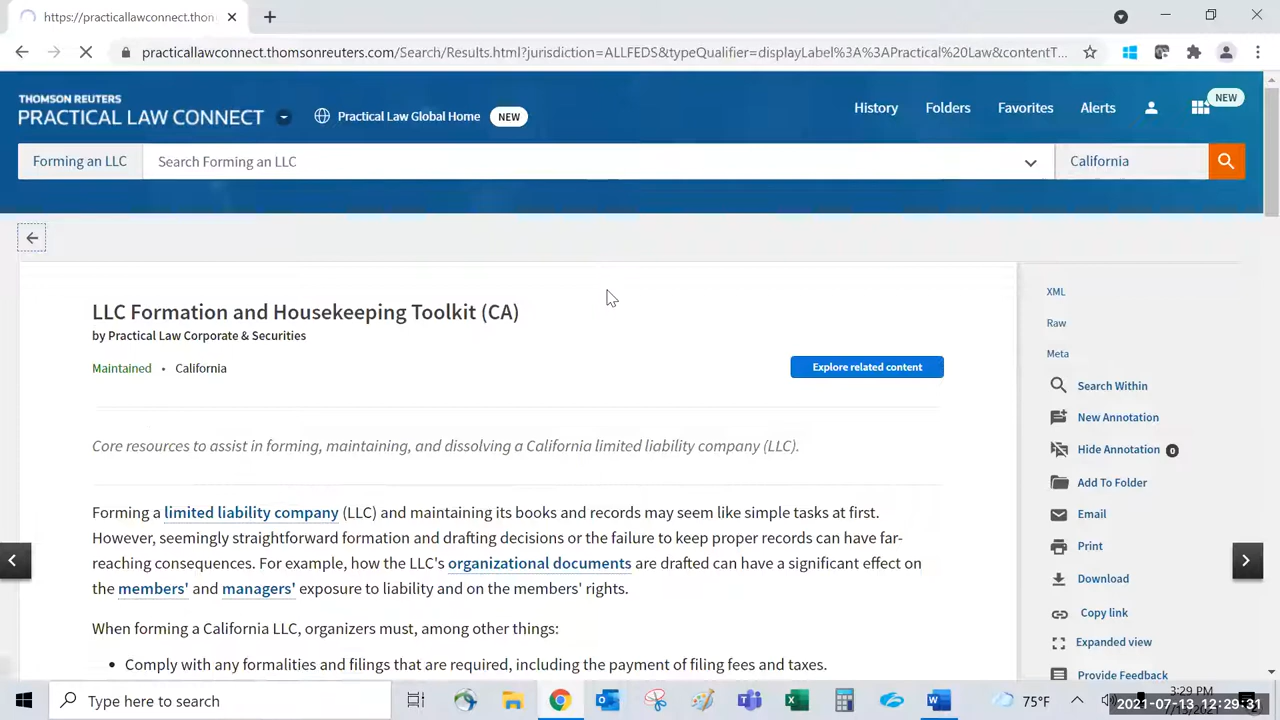 https://practicallawconnect.thon
practicallawconnect.thomsonreuters.com/Search/Results.html?jurisdiction=ALLFEDS&typeQualifier=displayLabel%3A%3APractical%20Law&contentT...
THOMSON REUTERS
PRACTICAL LAW CONNECT
Practical Law Global Home NEW
History Folders Favorites Alerts NEW
Forming an LLC Search Forming an LLC California
LLC Formation and Housekeeping Toolkit (CA)
by Practical Law Corporate & Securities
Maintained • California
Explore related content
Core resources to assist in forming, maintaining, and dissolving a California limited liability company (LLC).
Forming a limited liability company (LLC) and maintaining its books and records may seem like simple tasks at first.
However, seemingly straightforward formation and drafting decisions or the failure to keep proper records can have far-
reaching consequences. For example, how the LLC's organizational documents are drafted can have a significant effect on
the members' and managers' exposure to liability and on the members' rights.
When forming a California LLC, organizers must, among other things:
• Comply with any formalities and filings that are required, including the payment of filing fees and taxes.
XML
Raw
Meta
Search Within
New Annotation
Hide Annotation 0
Add To Folder
Email
Print
Download
Copy link
Expanded view
Provide Feedback
Type here to search
75°F
3:29 PM
2021-07-13 12:29:31